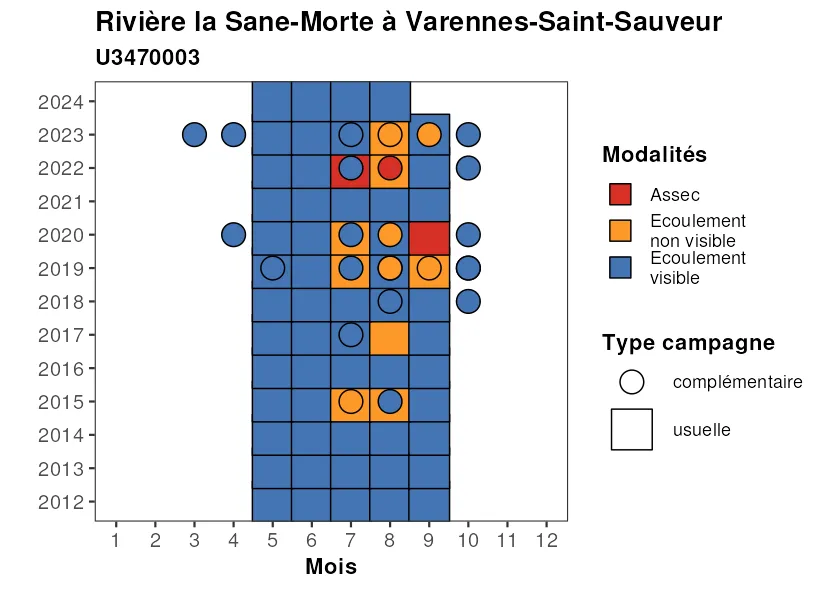 Rivière la Sane-Morte à Varennes-Saint-Sauveur
U3470003
2024
2023
2022
2021
2020
2019
2018
2017
2016
2015
2014
2013
2012
1 2 3 4 5 6 7 8 9 10 11 12
Mois
Modalités
Assec
Ecoulement
non visible
Ecoulement
visible
Type campagne
complémentaire
usuelle